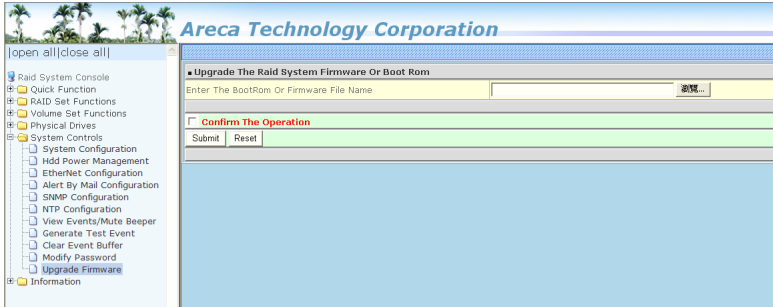 Areca Technology Corporation
|open all|close all|
Raid System Console
Quick Function
RAID Set Functions
Volume Set Functions
Physical Drives
System Controls
System Configuration
Hdd Power Management
EtherNet Configuration
Alert By Mail Configuration
SNMP Configuration
NTP Configuration
View Events/Mute Beeper
Generate Test Event
Clear Event Buffer
Modify Password
Upgrade Firmware
Information
Upgrade The Raid System Firmware Or Boot Rom
Enter The BootRom Or Firmware File Name
瀏覽...
Confirm The Operation
Submit Reset